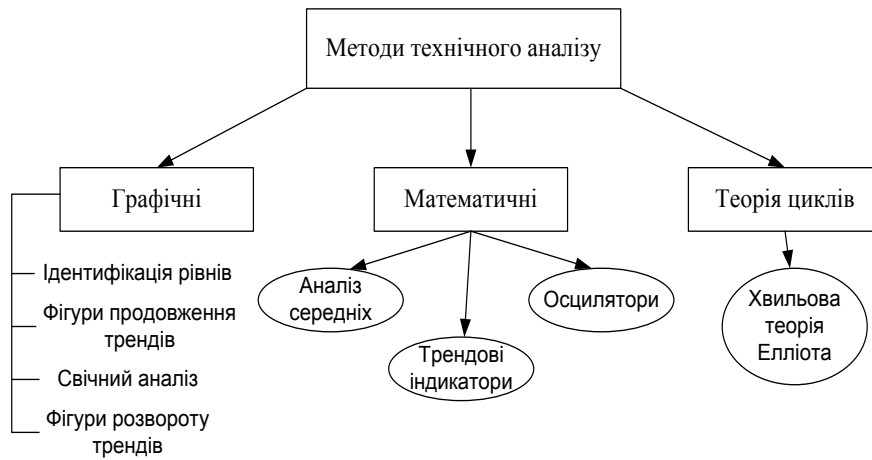 Методи технічного аналізу
Графічні
Математичні
Теорія циклів
Ідентифікація рівнів
Фігури продовження
трендів
Свічний аналіз
Фігури розвороту
трендів
Аналіз
середніх
Трендові
індикатори
Осцилятори
Хвильова
теорія
Елліота